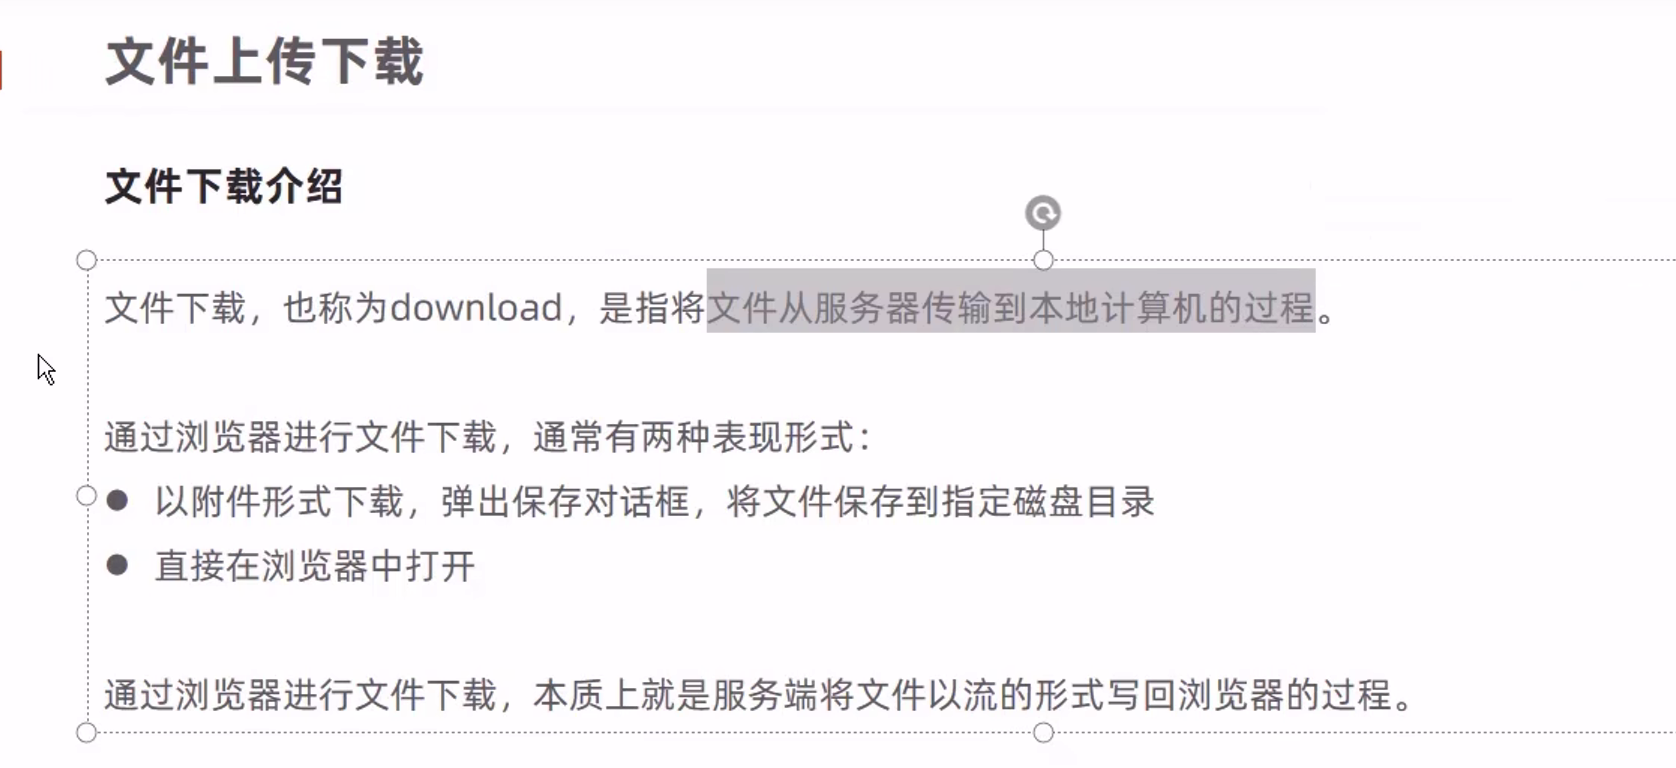 文件上传下载
文件下载介绍
文件下载，也称为download，是指将文件从服务器传输到本地计算机的过程。
通过浏览器进行文件下载，通常有两种表现形式：
● 以附件形式下载，弹出保存对话框，将文件保存到指定磁盘目录
● 直接在浏览器中打开
通过浏览器进行文件下载，本质上就是服务端将文件以流的形式写回浏览器的过程。